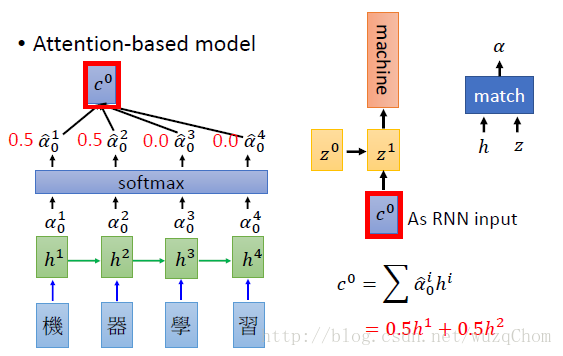 • Attention-based model
c⁰
0.5 α̂₀¹ 0.5 α̂₀² 0.0 α̂₀³ 0.0 α̂₀⁴
softmax
α₀¹ α₀² α₀³ α₀⁴
h¹ h² h³ h⁴
機 器 學 習
machine
z⁰ z¹
c⁰ As RNN input
α
match
h z
c⁰ = ∑ α̂₀ⁱhⁱ
= 0.5h¹ + 0.5h²
http://blog.csdn.net/wuzqChom